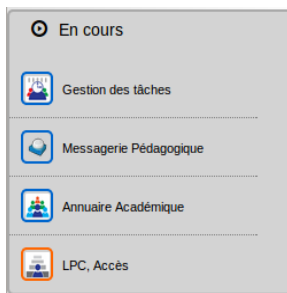 En cours
Gestion des tâches
Messagerie Pédagogique
Annuaire Académique
LPC, Accès